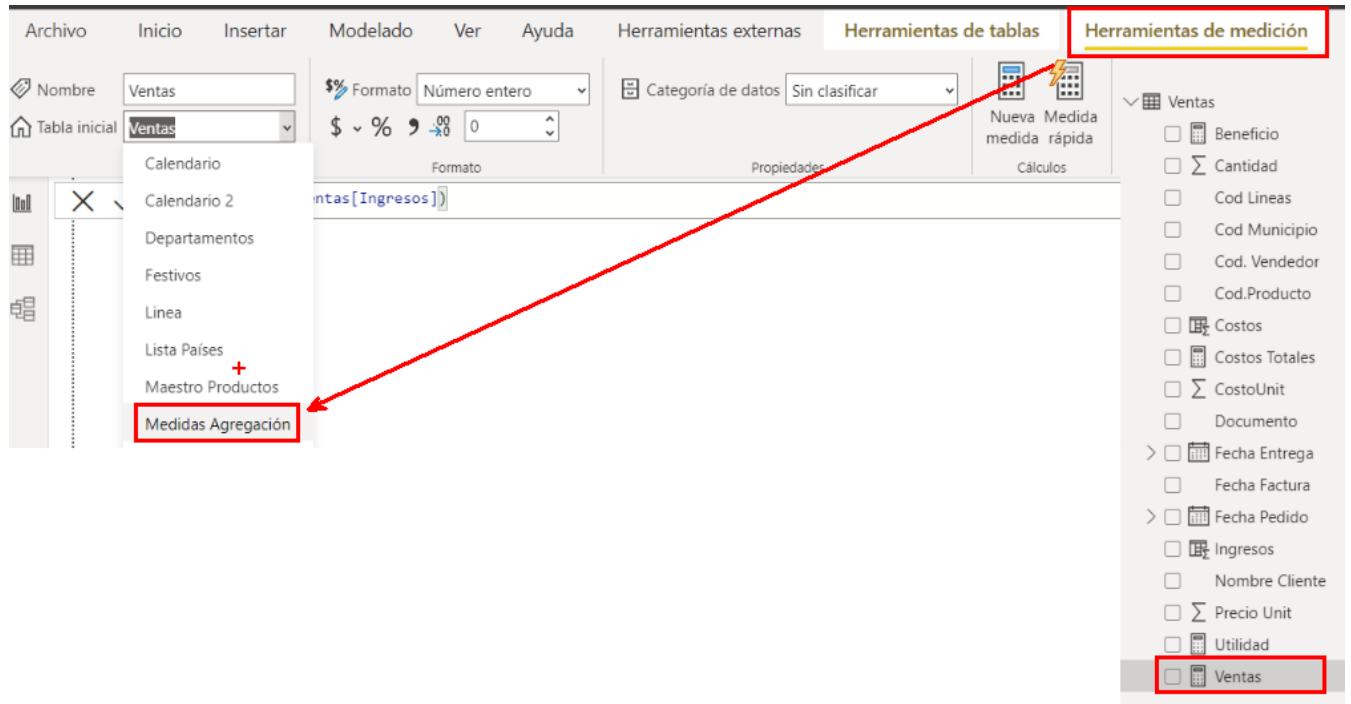 Archivo Inicio Insertar Modelado Ver Ayuda Herramientas externas Herramientas de tablas Herramientas de medición
Nombre Ventas
Tabla inicial Ventas
Formato Número entero
$ % 0
Formato
Categoría de datos Sin clasificar
Propiedades
Nueva medida
Medida rápida
Cálculos
Calendario
Calendario 2
Departamentos
Festivos
Linea
Lista Países
Maestro Productos
Medidas Agregación
ntas[Ingresos])
Ventas
Beneficio
Cantidad
Cod Lineas
Cod Municipio
Cod. Vendedor
Cod.Producto
Costos
Costos Totales
CostoUnit
Documento
Fecha Entrega
Fecha Factura
Fecha Pedido
Ingresos
Nombre Cliente
Precio Unit
Utilidad
Ventas